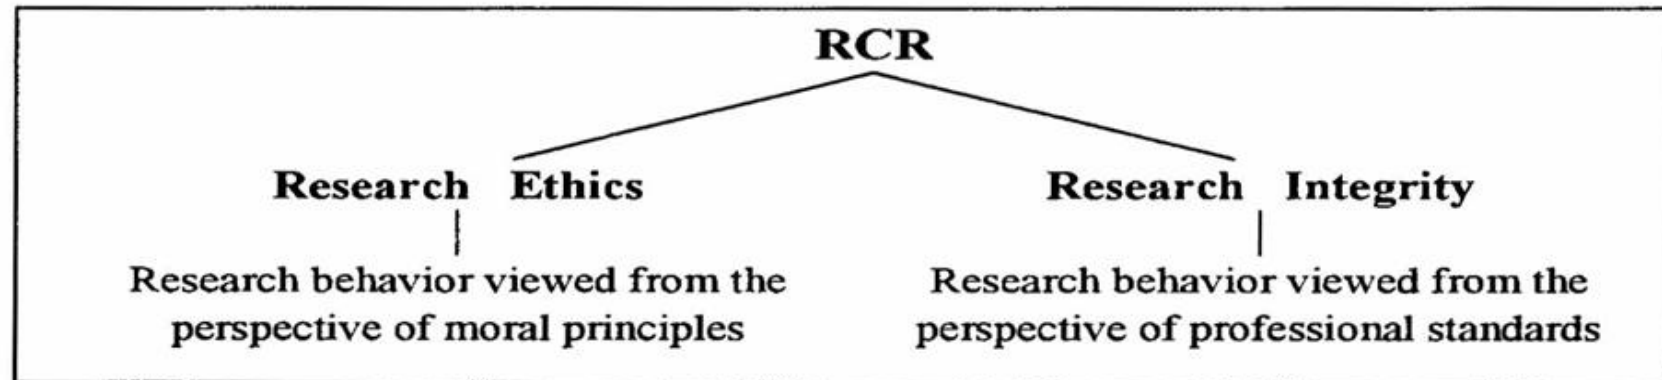 RCR
Research Ethics
Research Integrity
Research behavior viewed from the
perspective of moral principles
Research behavior viewed from the
perspective of professional standards